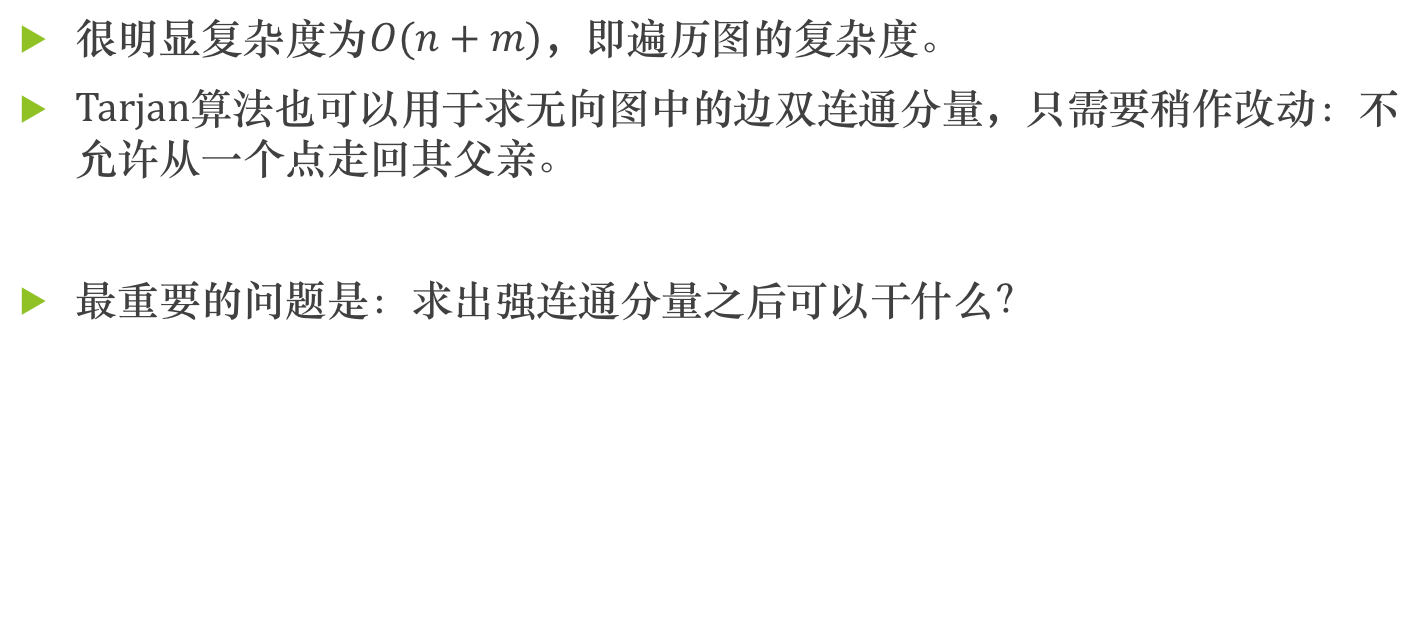 很明显复杂度为O(n + m)，即遍历图的复杂度。
Tarjan算法也可以用于求无向图中的边双连通分量，只需要稍作改动：不
允许从一个点走回其父亲。
最重要的问题是：求出强连通分量之后可以干什么？